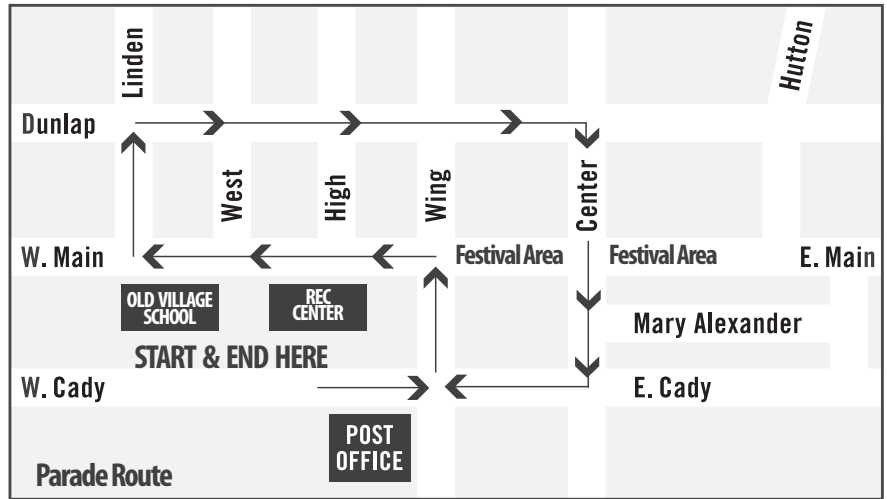 Linden
Hutton
Dunlap
West
High
Wing
Center
W. Main
Festival Area
Festival Area
E. Main
OLD VILLAGE
SCHOOL
REC
CENTER
Mary Alexander
START & END HERE
W. Cady
E. Cady
POST
OFFICE
Parade Route